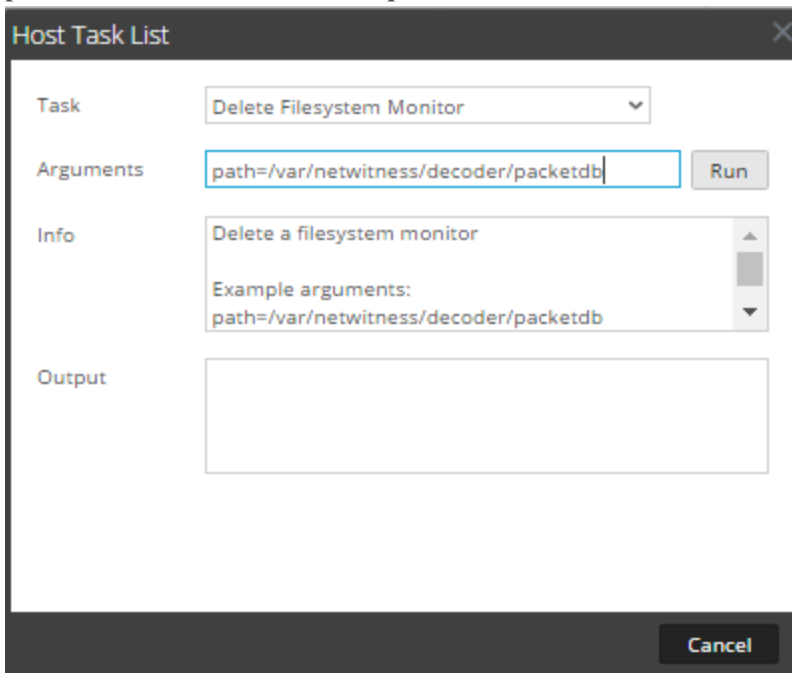 Host Task List
Task
Delete Filesystem Monitor
Arguments
path=/var/netwitness/decoder/packetdb
Run
Info
Delete a filesystem monitor
Example arguments:
path=/var/netwitness/decoder/packetdb
Output
Cancel